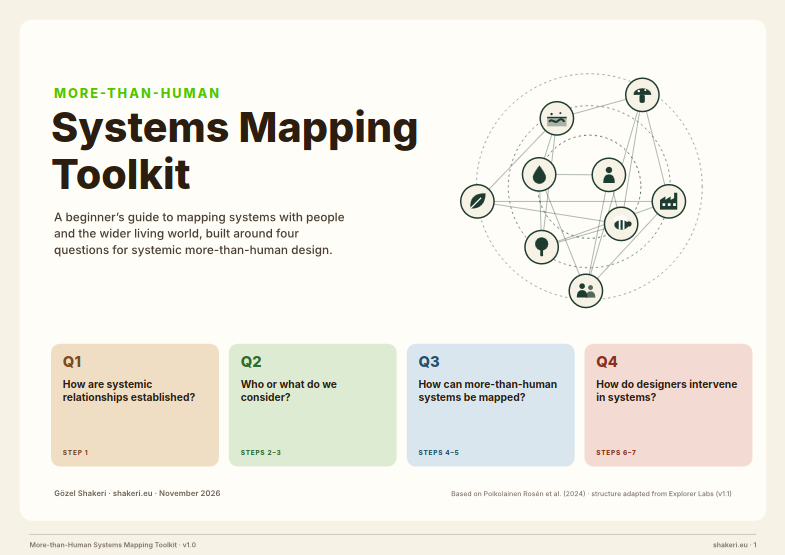 MORE-THAN-HUMAN
Systems Mapping
Toolkit
A beginner’s guide to mapping systems with people
and the wider living world, built around four
questions for systemic more-than-human design.
Q1
How are systemic
relationships established?
STEP 1
Q2
Who or what do we
consider?
STEPS 2–3
Q3
How can more-than-human
systems be mapped?
STEPS 4–5
Q4
How do designers intervene
in systems?
STEPS 6–7
Gözel Shakeri · shakeri.eu · November 2026
Based on Poikolainen Rosén et al. (2024) · structure adapted from Explorer Labs (v1.1)
More-than-Human Systems Mapping Toolkit · v1.0
shakeri.eu · 1